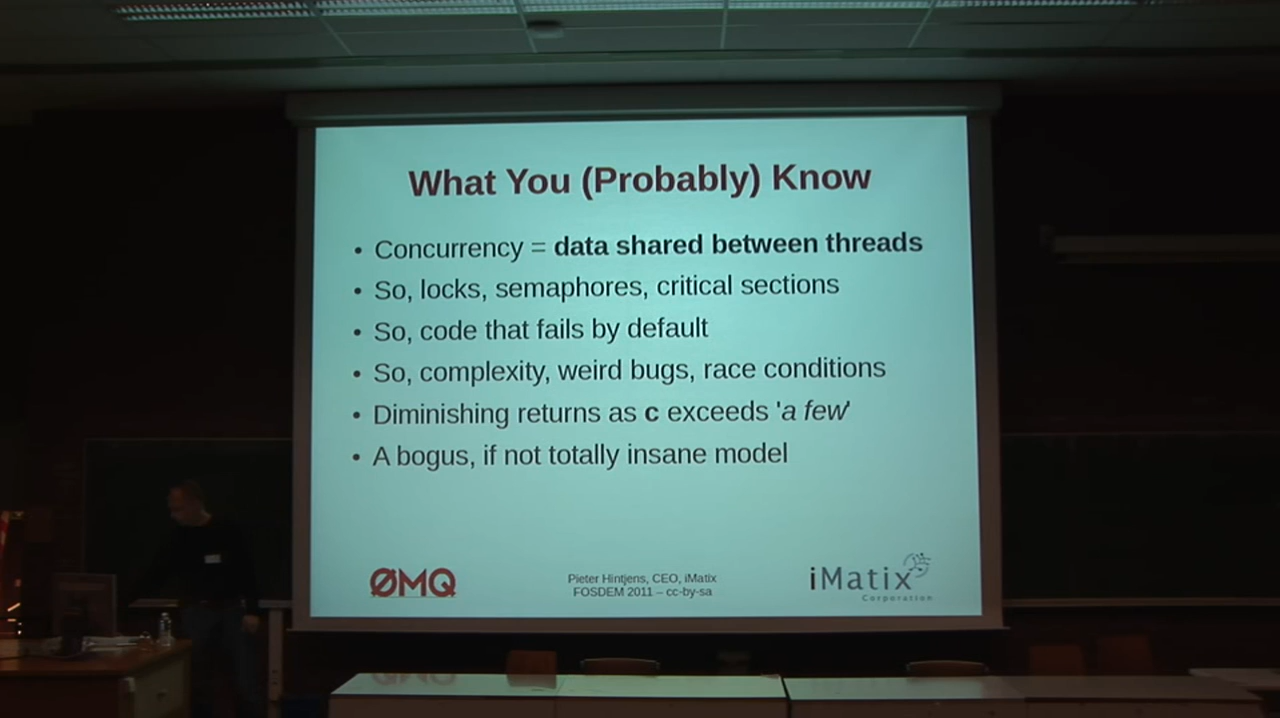 What You (Probably) Know
• Concurrency = data shared between threads
• So, locks, semaphores, critical sections
• So, code that fails by default
• So, complexity, weird bugs, race conditions
• Diminishing returns as c exceeds 'a few'
• A bogus, if not totally insane model
ØMQ
Pieter Hintjens, CEO, iMatix
FOSDEM 2011 – cc-by-sa
iMatix
Corporation